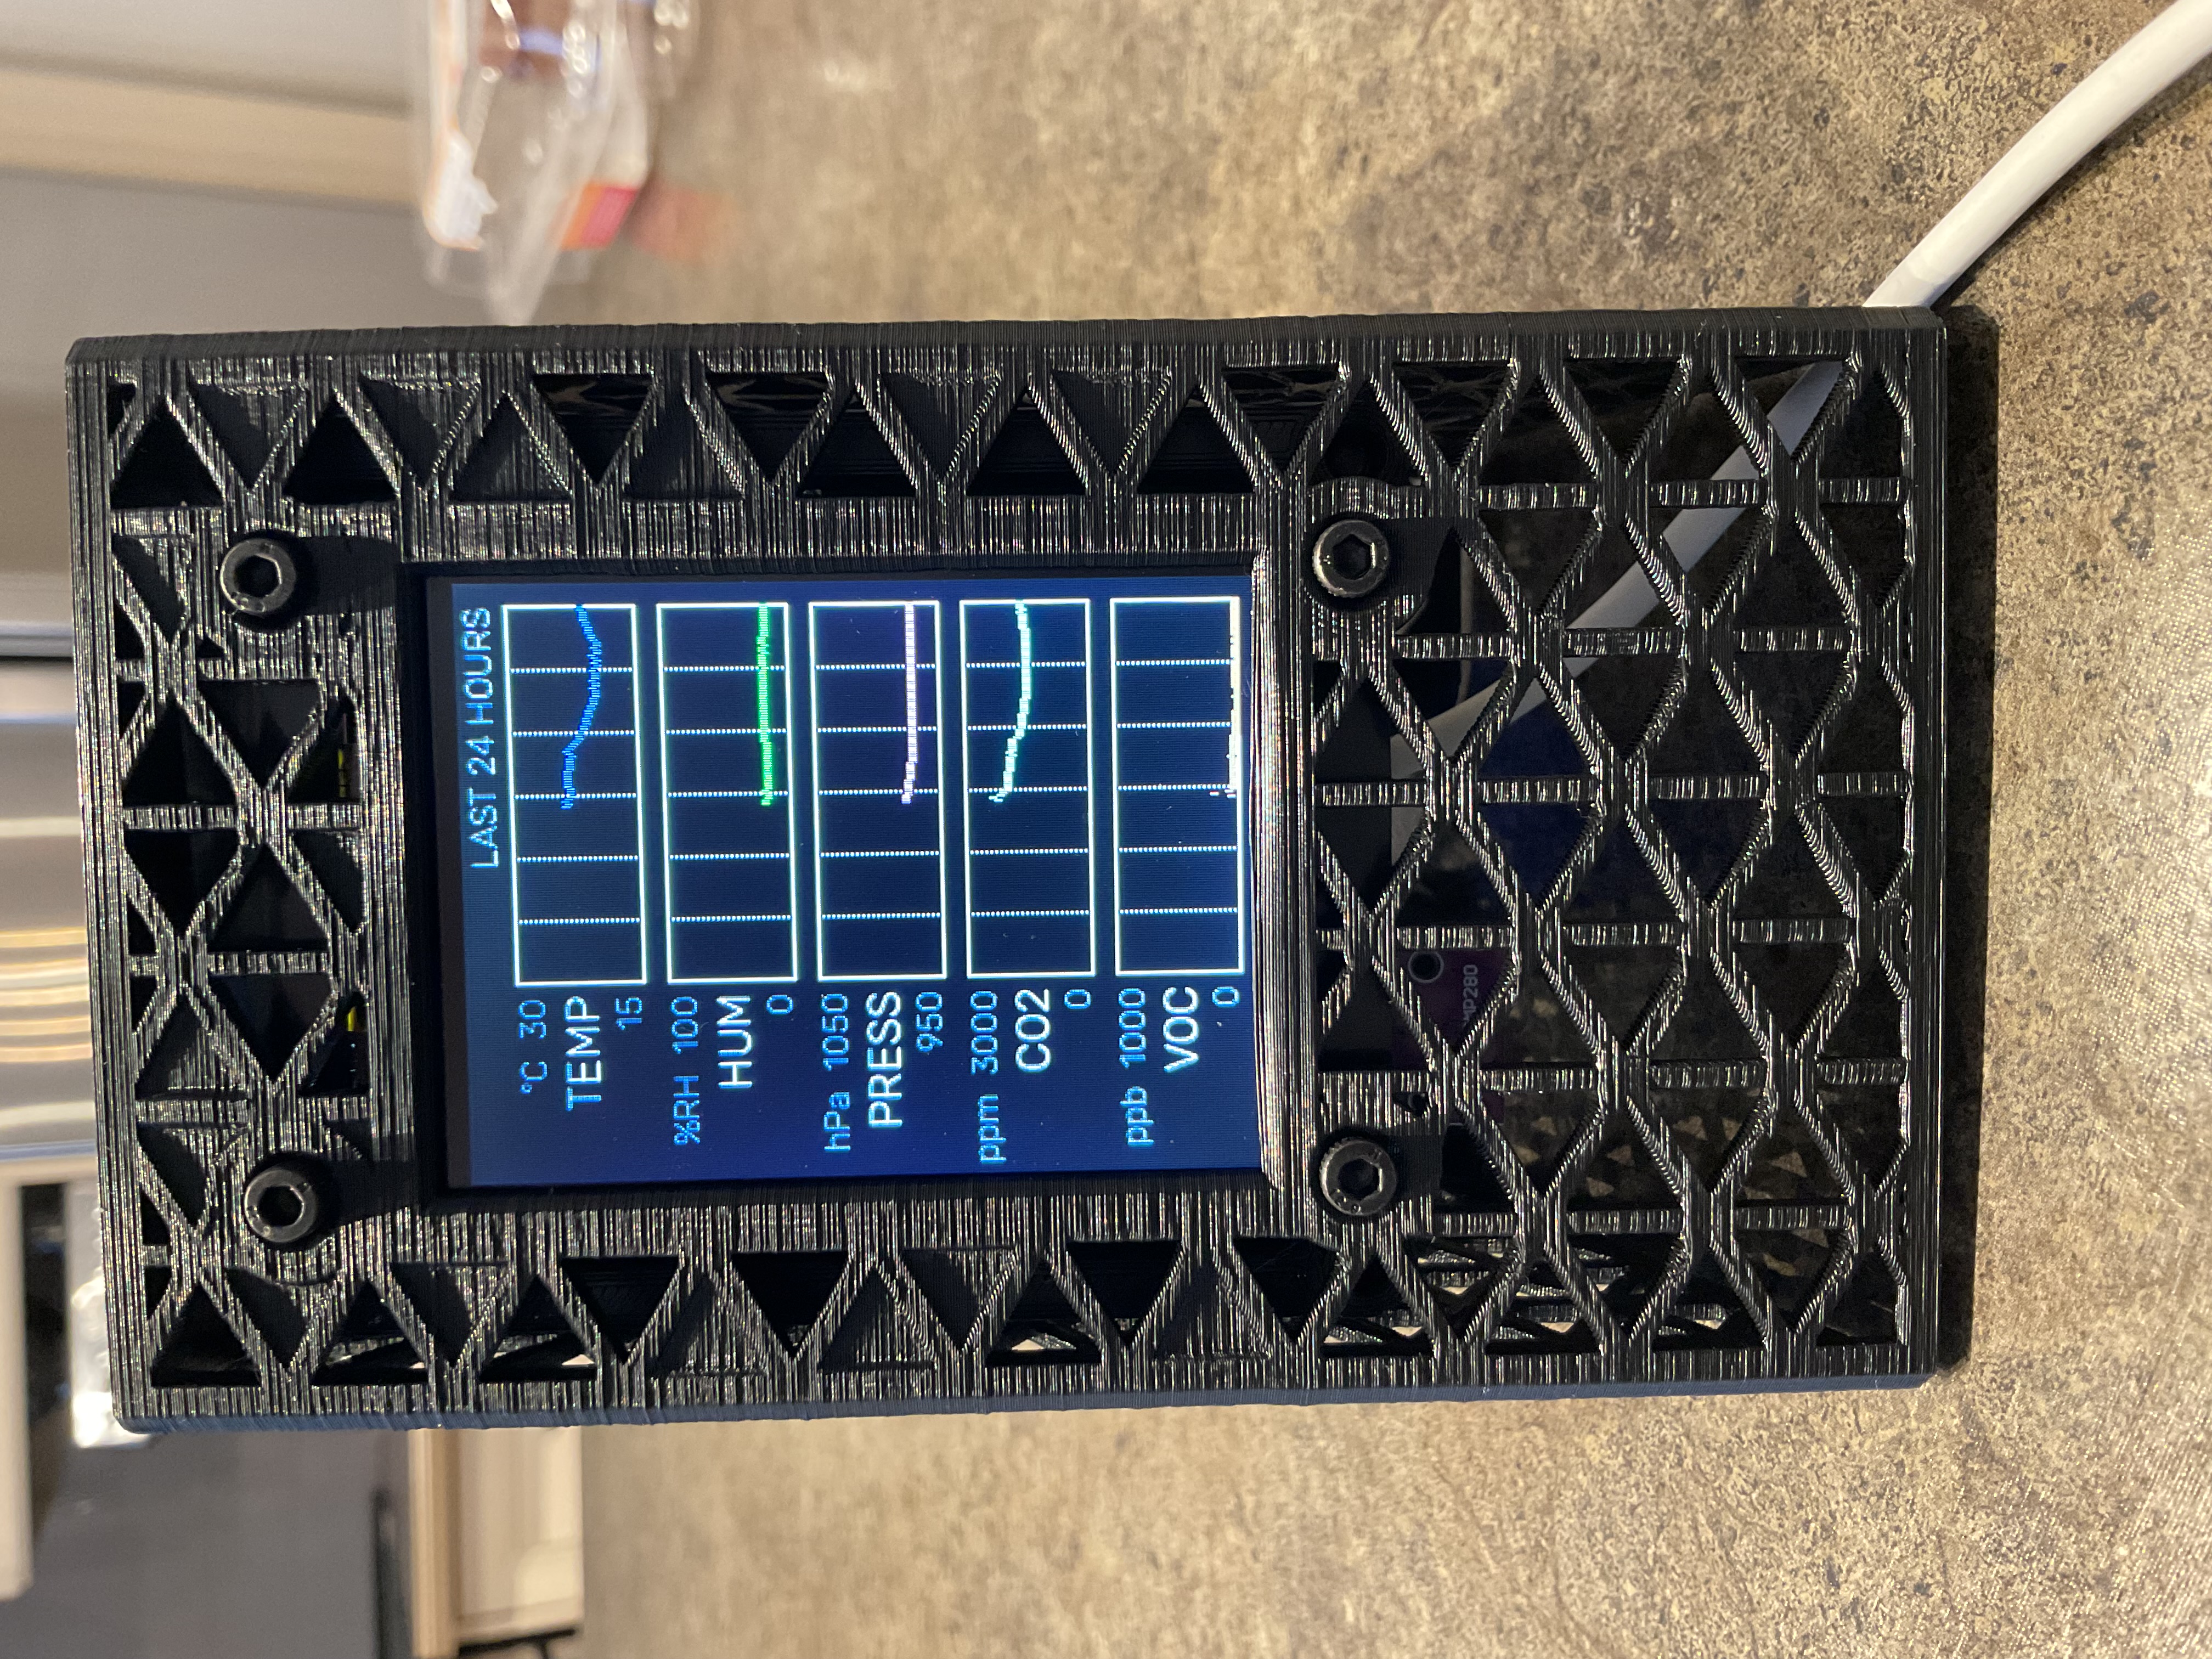 LAST 24 HOURS
°C 30
TEMP
15
%RH 100
HUM
0
hPa 1050
PRESS
950
ppm 3000
CO2
0
ppb 1000
VOC
0
MP280